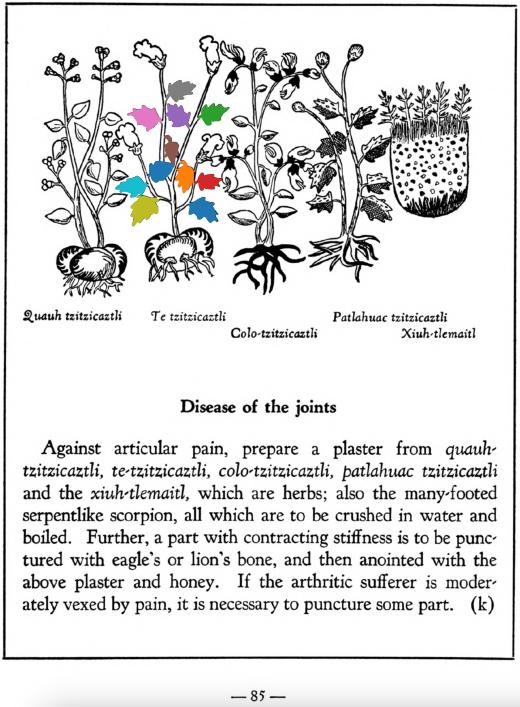 Quauh tzitzicaztli Te tzitzicaztli Patlahuac tzitzicaztli
Colo-tzitzicaztli Xiuh-tlemaitl
Disease of the joints
Against articular pain, prepare a plaster from quauh-
tzitzicaztli, te-tzitzicaztli, colo-tzitzicaztli, patlahuac tzitzicaztli
and the xiuh-tlemaitl, which are herbs; also the many-footed
serpentlike scorpion, all which are to be crushed in water and
boiled. Further, a part with contracting stiffness is to be punc-
tured with eagle's or lion's bone, and then anointed with the
above plaster and honey. If the arthritic sufferer is moder-
ately vexed by pain, it is necessary to puncture some part. (k)
— 85 —